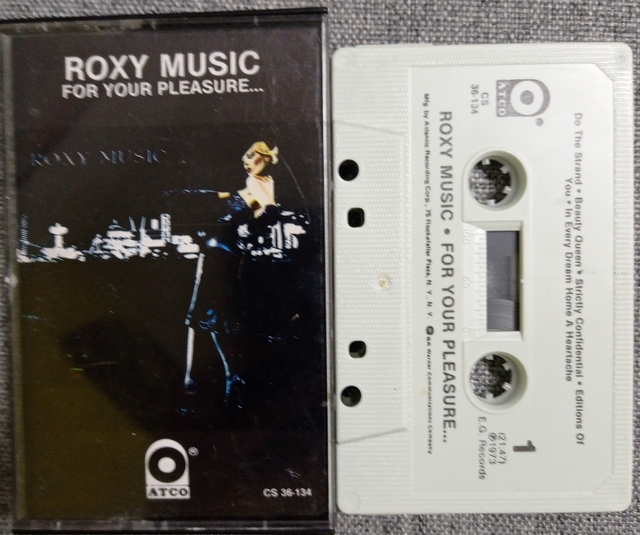 ROXY MUSIC
FOR YOUR PLEASURE...
ROXY MUSIC
ATCO®
CS 36-134
ATCO®
CS
36-134
Do The Strand • Beauty Queen • Strictly Confidential • Editions Of
You • In Every Dream Home A Heartache
ROXY MUSIC • FOR YOUR PLEASURE...
Mfg. by Atlantic Recording Corp., 75 Rockefeller Plaza, N.Y., N.Y. A Warner Communications Company
1
(21:47)
℗1973
E.G. Records